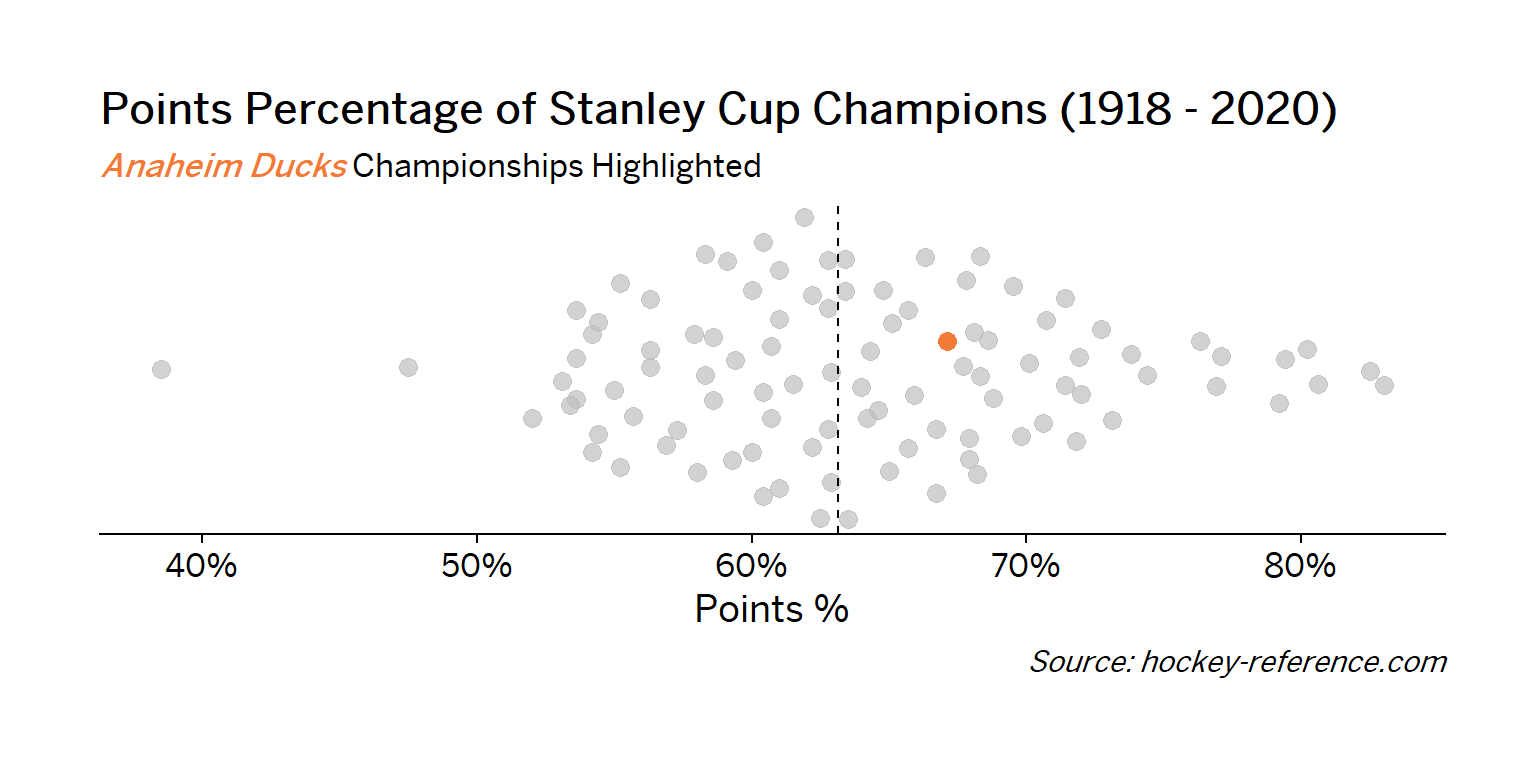 Points Percentage of Stanley Cup Champions (1918 - 2020)
Anaheim Ducks Championships Highlighted
40% 50% 60% 70% 80%
Points %
Source: hockey-reference.com